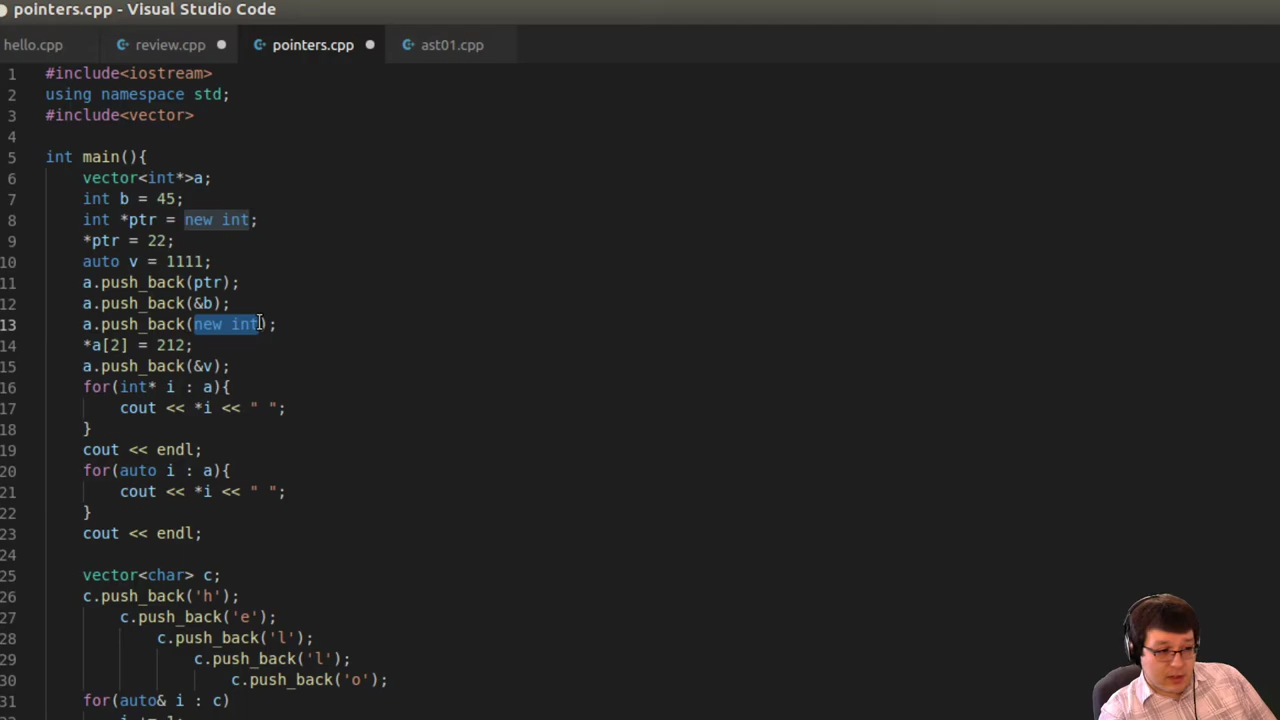 pointers.cpp - Visual Studio Code
hello.cpp review.cpp pointers.cpp ast01.cpp
1 #include<iostream>
2 using namespace std;
3 #include<vector>
4
5 int main(){
6 vector<int*>a;
7 int b = 45;
8 int *ptr = new int;
9 *ptr = 22;
10 auto v = 1111;
11 a.push_back(ptr);
12 a.push_back(&b);
13 a.push_back(new int);
14 *a[2] = 212;
15 a.push_back(&v);
16 for(int* i : a){
17 cout << *i << " ";
18 }
19 cout << endl;
20 for(auto i : a){
21 cout << *i << " ";
22 }
23 cout << endl;
24
25 vector<char> c;
26 c.push_back('h');
27 c.push_back('e');
28 c.push_back('l');
29 c.push_back('l');
30 c.push_back('o');
31 for(auto& i : c)